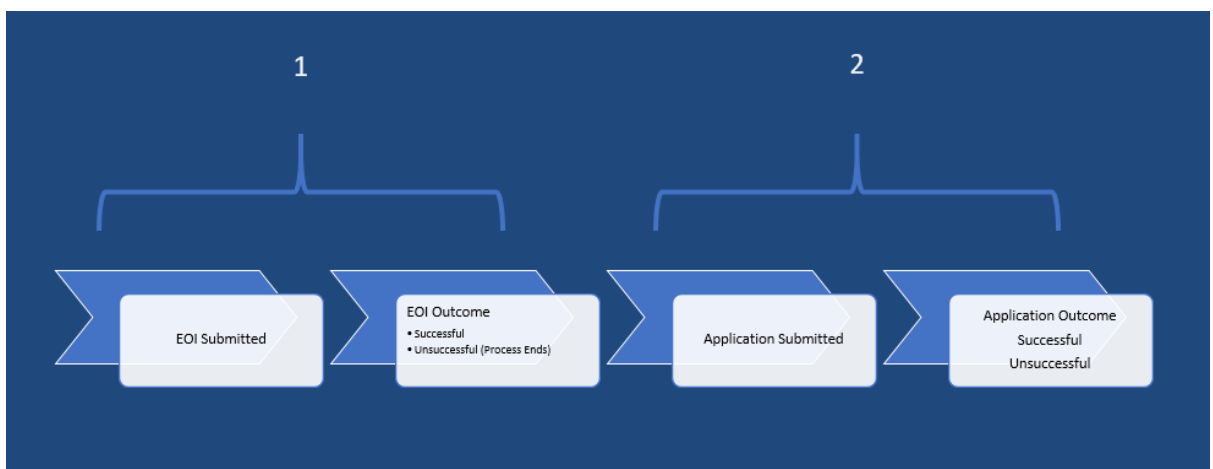 1
2
EOI Submitted
EOI Outcome
• Successful
• Unsuccessful (Process Ends)
Application Submitted
Application Outcome
Successful
Unsuccessful